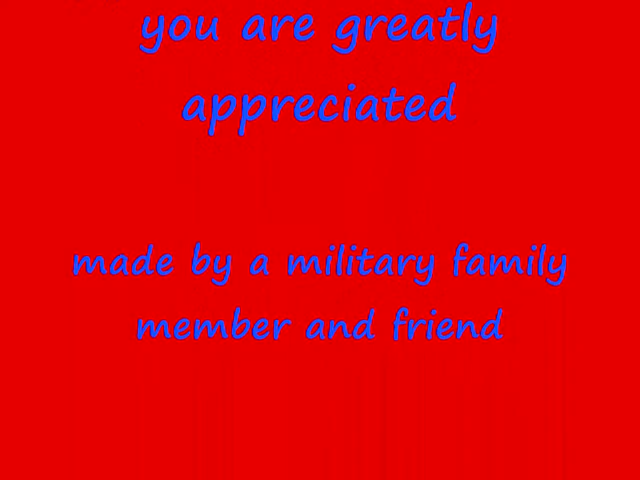 you are greatly
appreciated
made by a military family
member and friend